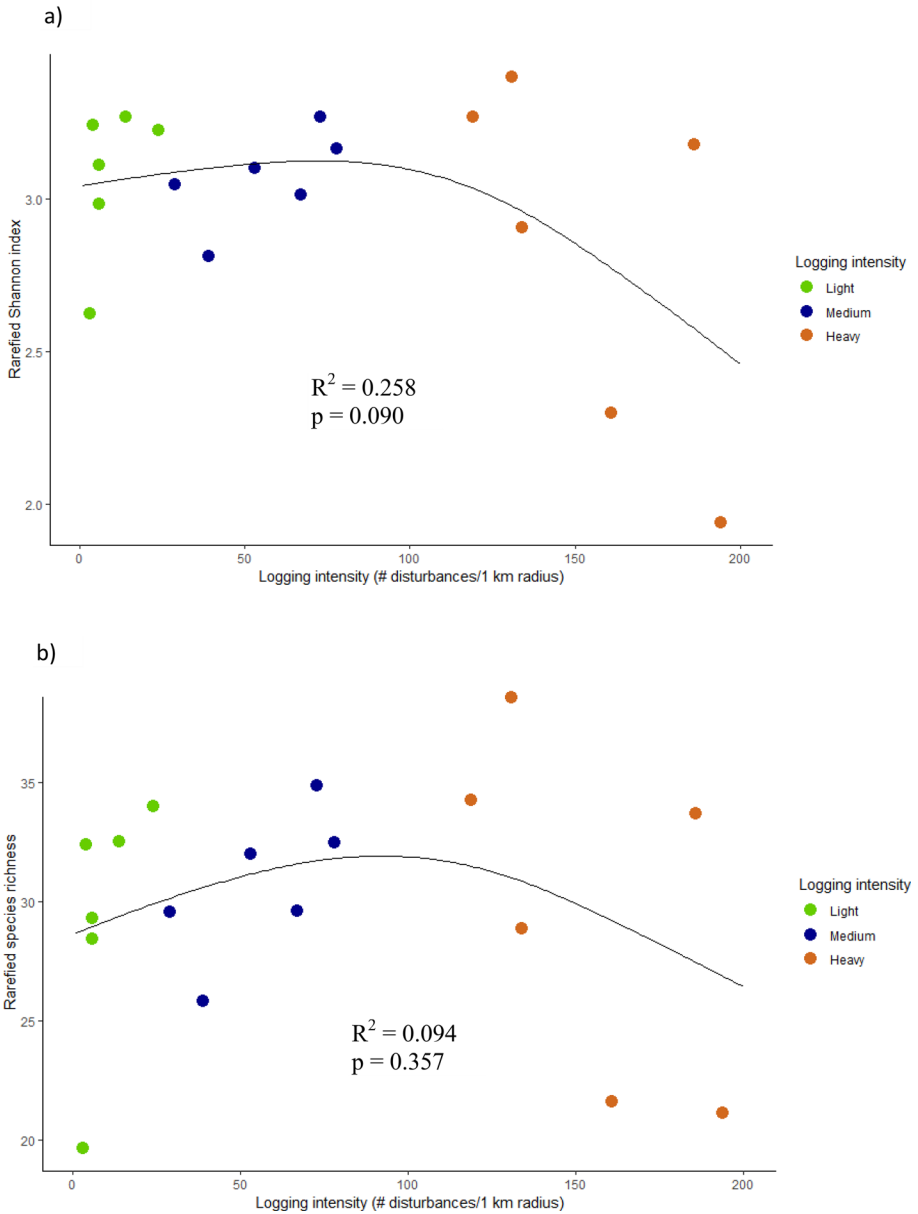 a)
Rarefied Shannon index
3.0
2.5
2.0
R² = 0.258
p = 0.090
0 50 100 150 200
Logging intensity (# disturbances/1 km radius)
Logging intensity
Light
Medium
Heavy
b)
Rarefied species richness
35
30
25
20
R² = 0.094
p = 0.357
0 50 100 150 200
Logging intensity (# disturbances/1 km radius)
Logging intensity
Light
Medium
Heavy